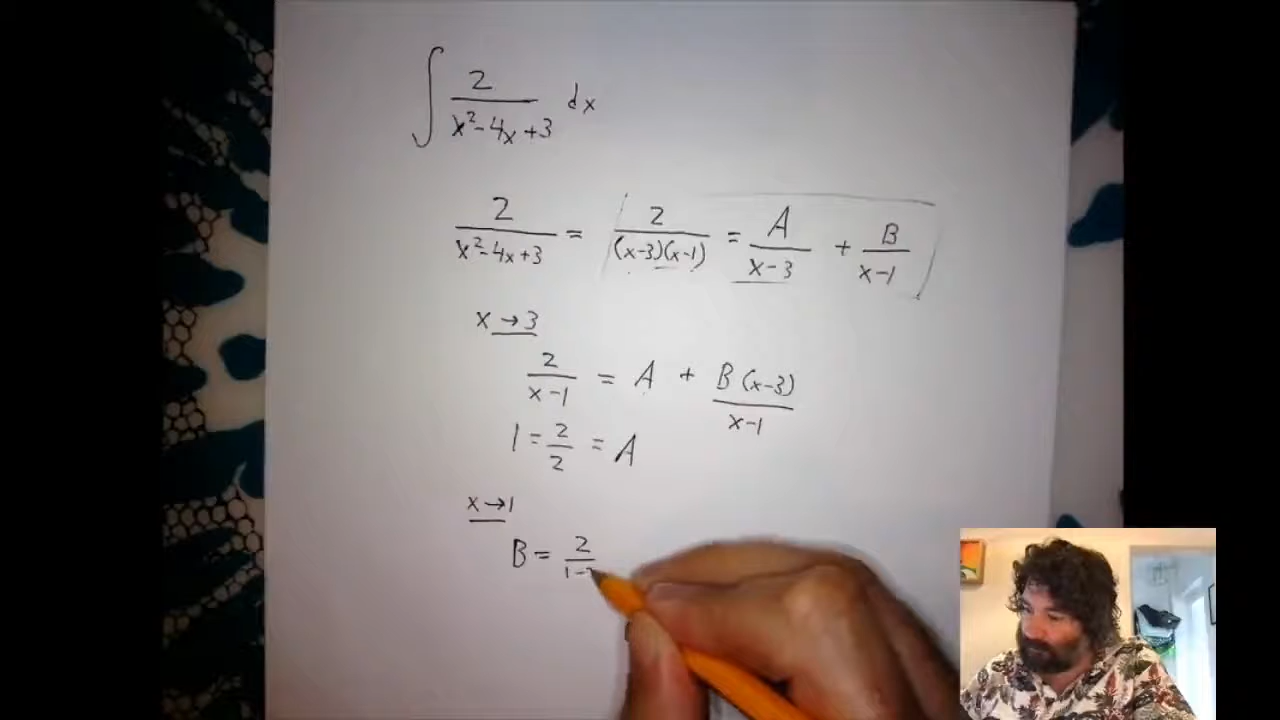 ∫ 2/(x²-4x+3) dx
2/(x²-4x+3) = 2/((x-3)(x-1)) = A/(x-3) + B/(x-1)
x → 3
2/(x-1) = A + B(x-3)/(x-1)
1 = 2/2 = A
x → 1
B = 2/(1-